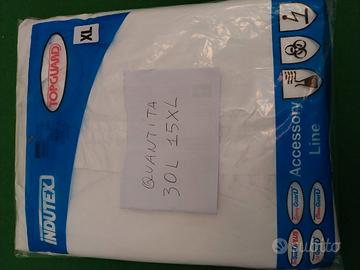 XL
TOPGUARD
INDUTEX
QUANTITA
30L 15XL
Accessory
Line
subito